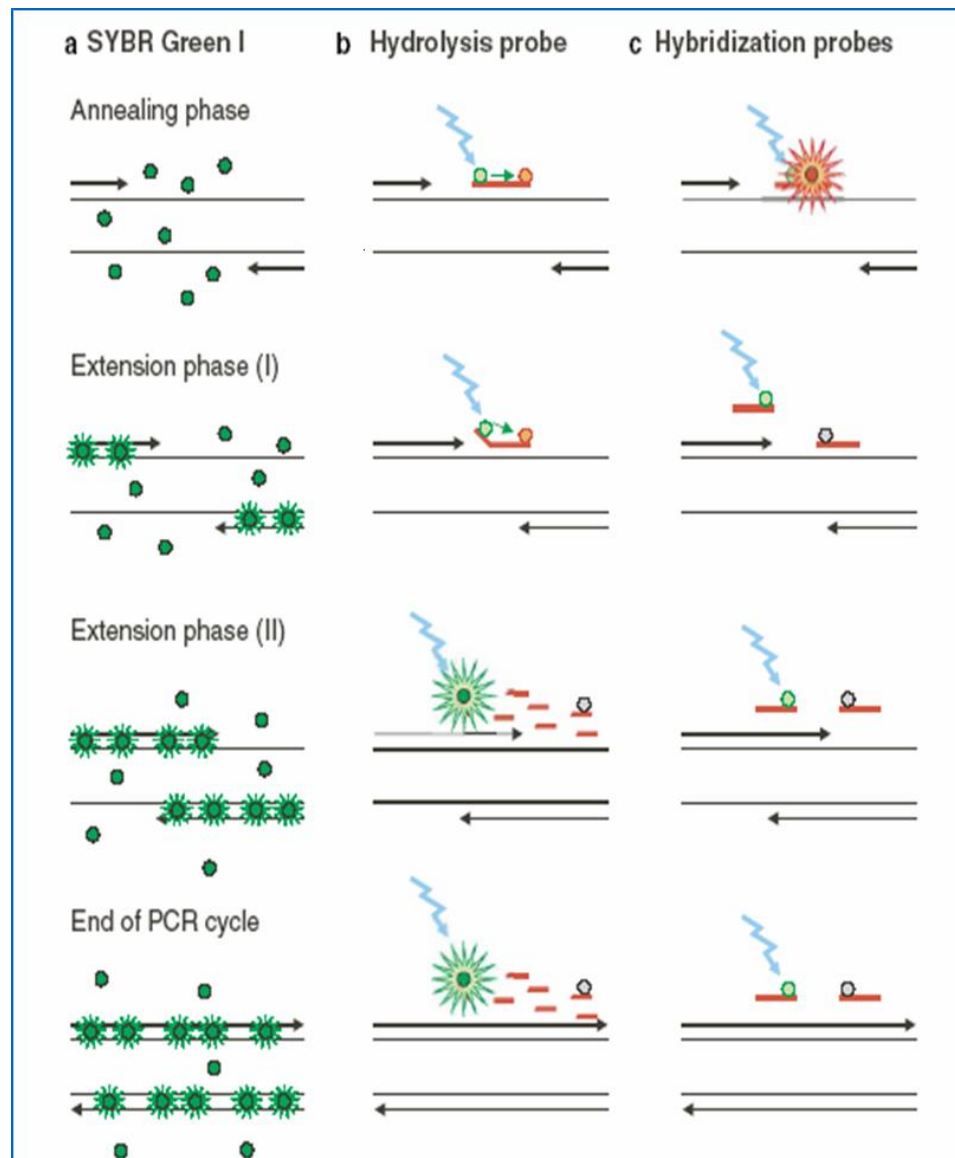 a SYBR Green I b Hydrolysis probe c Hybridization probes
Annealing phase
Extension phase (I)
Extension phase (II)
End of PCR cycle